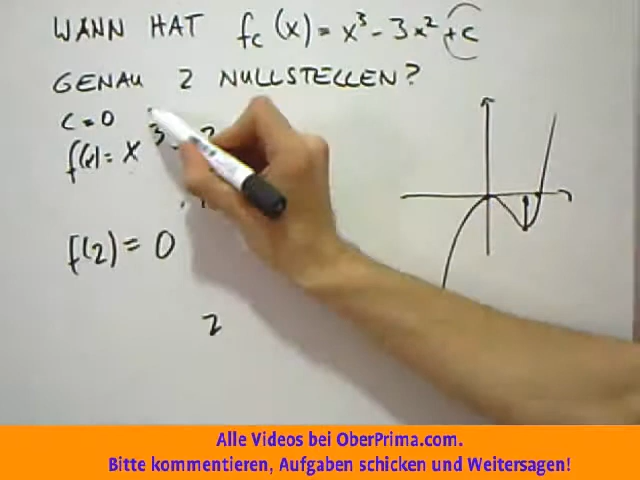 WANN HAT f_c(x) = x³ - 3x² + c
GENAU 2 NULLSTELLEN?
c = 0
f(x) = x³ -
f(2) = 0
2
Alle Videos bei OberPrima.com.
Bitte kommentieren, Aufgaben schicken und Weitersagen!